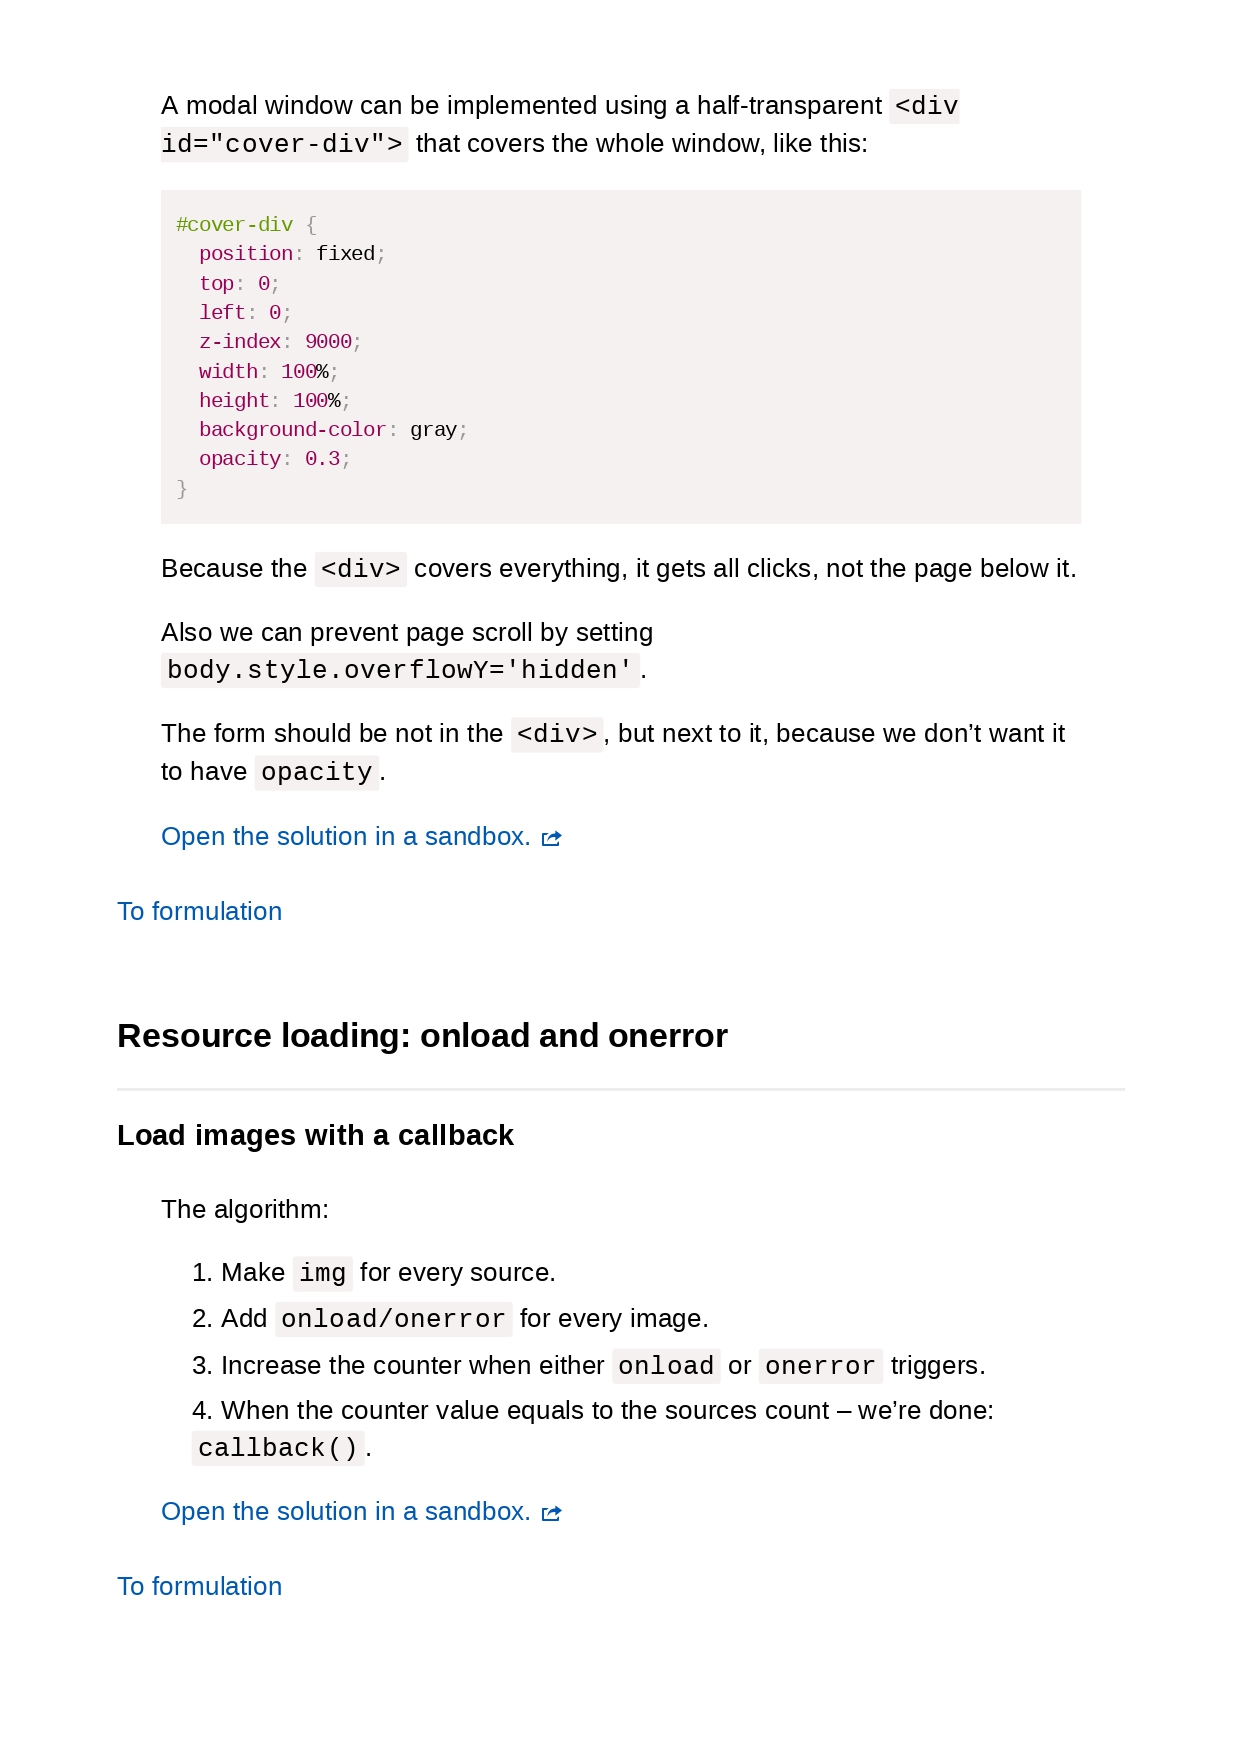 A modal window can be implemented using a half-transparent <div
id="cover-div"> that covers the whole window, like this:
#cover-div {
  position: fixed;
  top: 0;
  left: 0;
  z-index: 9000;
  width: 100%;
  height: 100%;
  background-color: gray;
  opacity: 0.3;
}
Because the <div> covers everything, it gets all clicks, not the page below it.
Also we can prevent page scroll by setting
body.style.overflowY='hidden'.
The form should be not in the <div>, but next to it, because we don’t want it
to have opacity.
Open the solution in a sandbox.
To formulation
Resource loading: onload and onerror
Load images with a callback
The algorithm:
1. Make img for every source.
2. Add onload/onerror for every image.
3. Increase the counter when either onload or onerror triggers.
4. When the counter value equals to the sources count – we’re done:
callback().
Open the solution in a sandbox.
To formulation